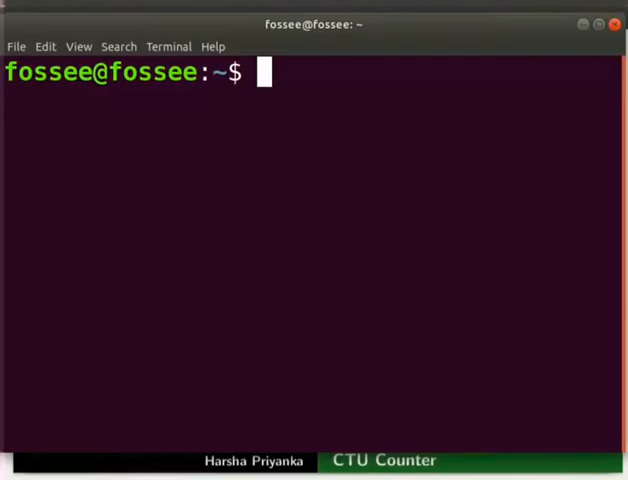 fossee@fossee: ~
File Edit View Search Terminal Help
fossee@fossee:~$
Harsha Priyanka CTU Counter